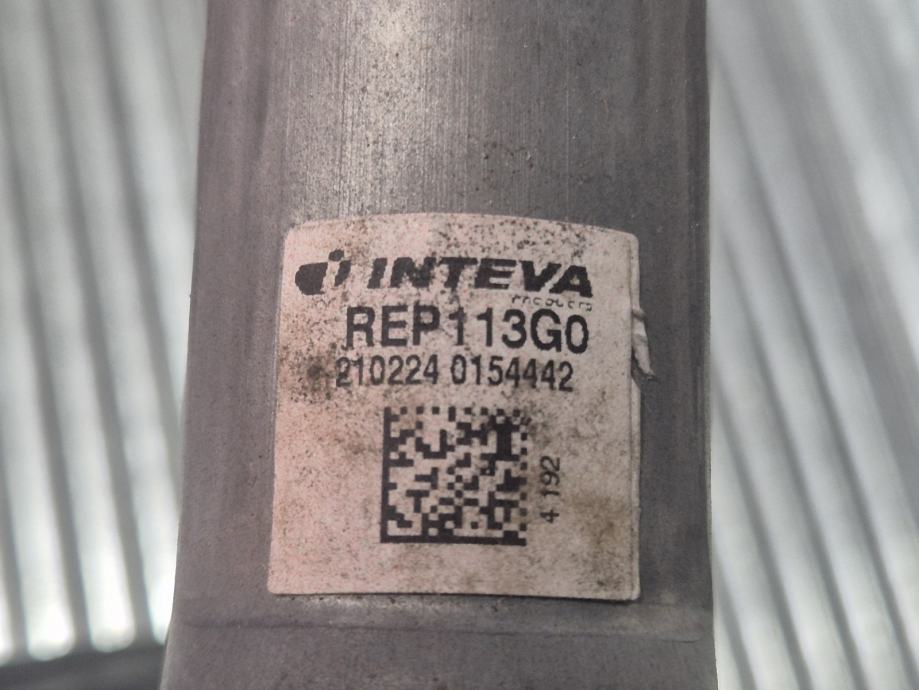 INTEVA
Products
REP113G0
210224 0154442
4 192